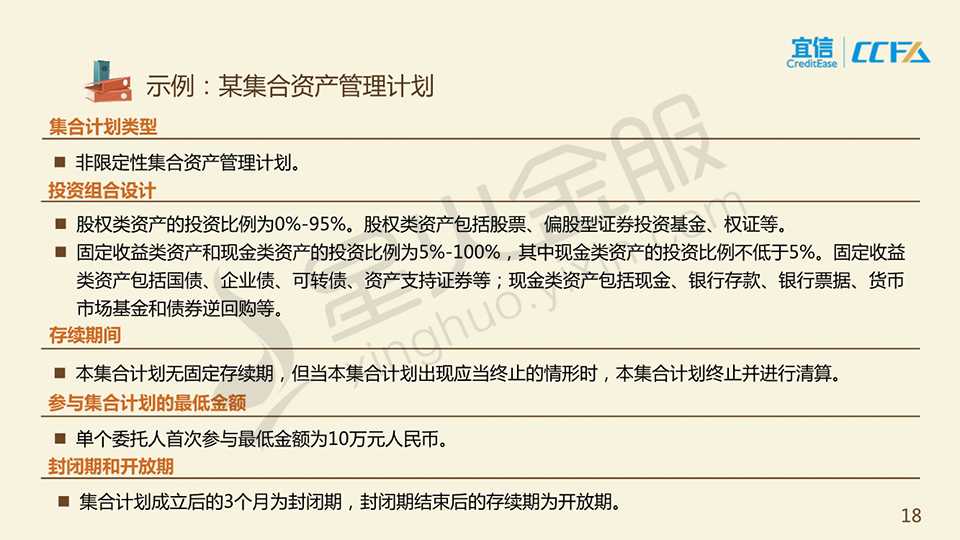 宜信
CreditEase
CCFA
示例：某集合资产管理计划
集合计划类型
■ 非限定性集合资产管理计划。
投资组合设计
■ 股权类资产的投资比例为0%-95%。股权类资产包括股票、偏股型证券投资基金、权证等。
■ 固定收益类资产和现金类资产的投资比例为5%-100%，其中现金类资产的投资比例不低于5%。固定收益
类资产包括国债、企业债、可转债、资产支持证券等；现金类资产包括现金、银行存款、银行票据、货币
市场基金和债券逆回购等。
存续期间
■ 本集合计划无固定存续期，但当本集合计划出现应当终止的情形时，本集合计划终止并进行清算。
参与集合计划的最低金额
■ 单个委托人首次参与最低金额为10万元人民币。
封闭期和开放期
■ 集合计划成立后的3个月为封闭期，封闭期结束后的存续期为开放期。
18
星火金服
xinghuo.yixin.com